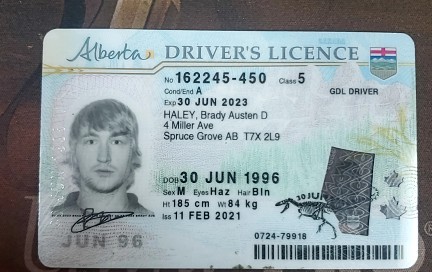 Alberta DRIVER'S LICENCE
No 162245-450 Class 5
Cond/End A GDL DRIVER
Exp 30 JUN 2023
HALEY, Brady Austen D
4 Miller Ave
Spruce Grove AB T7X 2L9
DOB 30 JUN 1996
Sex M Eyes Haz Hair Bln
Ht 185 cm Wt 84 kg
Iss 11 FEB 2021
30 JUN
JUN 96
0724-79918